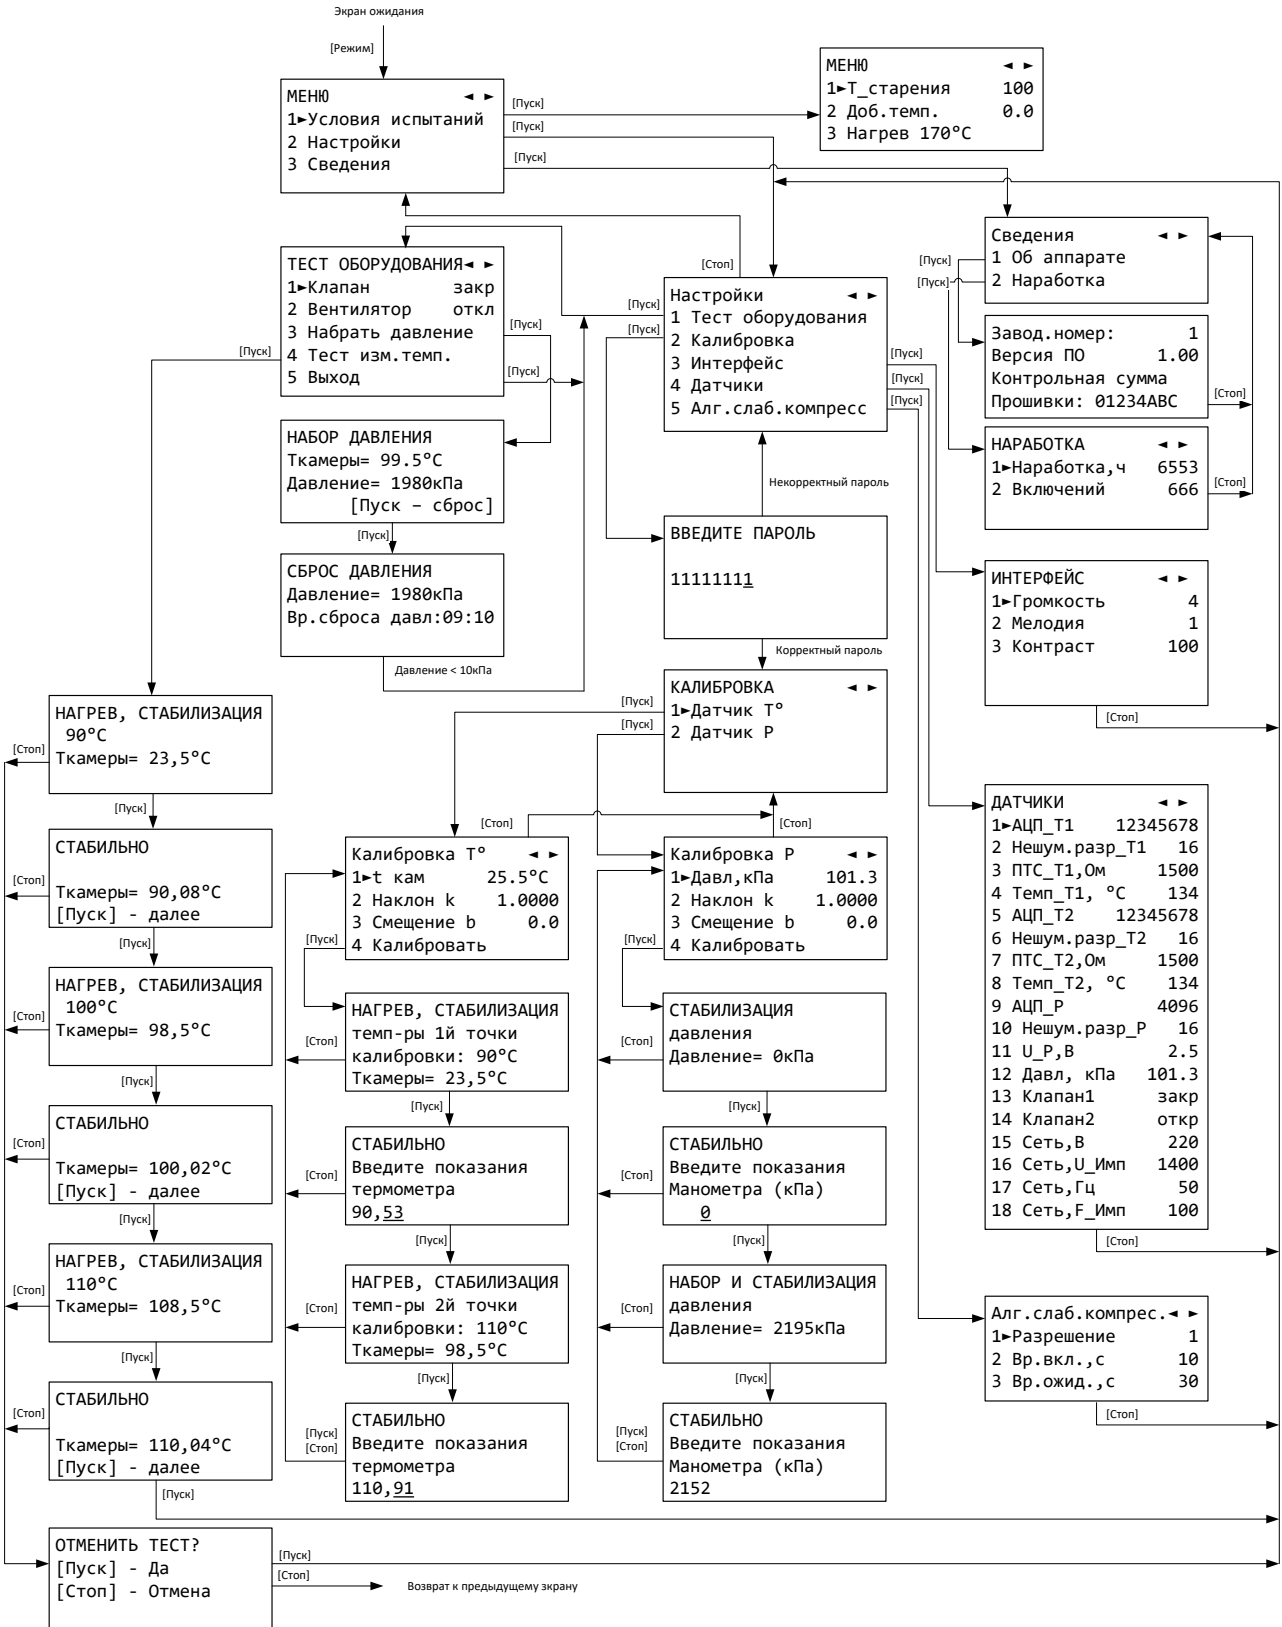 Экран ожидания
[Режим]
МЕНЮ ◄ ►
1►Условия испытаний
2 Настройки
3 Сведения
[Пуск]
[Пуск]
[Пуск]
МЕНЮ ◄ ►
1►Т_старения 100
2 Доб.темп. 0.0
3 Нагрев 170°С
Сведения ◄ ►
1 Об аппарате
2 Наработка
[Пуск]
[Пуск]
Завод.номер: 1
Версия ПО 1.00
Контрольная сумма
Прошивки: 01234ABC
[Стоп]
НАРАБОТКА ◄ ►
1►Наработка,ч 6553
2 Включений 666
[Стоп]
ТЕСТ ОБОРУДОВАНИЯ◄ ►
1►Клапан закр
2 Вентилятор откл
3 Набрать давление
4 Тест изм.темп.
5 Выход
[Пуск]
[Пуск]
[Пуск]
[Стоп]
Настройки ◄ ►
1 Тест оборудования
2 Калибровка
3 Интерфейс
4 Датчики
5 Алг.слаб.компресс
[Пуск]
[Пуск]
[Пуск]
[Пуск]
[Пуск]
НАБОР ДАВЛЕНИЯ
Ткамеры= 99.5°С
Давление= 1980кПа
[Пуск – сброс]
[Пуск]
СБРОС ДАВЛЕНИЯ
Давление= 1980кПа
Вр.сброса давл:09:10
Давление < 10кПа
Некорректный пароль
ВВЕДИТЕ ПАРОЛЬ
111111111
Корректный пароль
ИНТЕРФЕЙС ◄ ►
1►Громкость 4
2 Мелодия 1
3 Контраст 100
[Стоп]
КАЛИБРОВКА ◄ ►
1►Датчик Т°
2 Датчик Р
[Пуск]
[Пуск]
[Стоп]
[Стоп]
НАГРЕВ, СТАБИЛИЗАЦИЯ
90°С
Ткамеры= 23,5°С
[Стоп]
[Пуск]
СТАБИЛЬНО
Ткамеры= 90,08°С
[Пуск] - далее
[Стоп]
[Пуск]
НАГРЕВ, СТАБИЛИЗАЦИЯ
100°С
Ткамеры= 98,5°С
[Стоп]
[Пуск]
СТАБИЛЬНО
Ткамеры= 100,02°С
[Пуск] - далее
[Стоп]
[Пуск]
НАГРЕВ, СТАБИЛИЗАЦИЯ
110°С
Ткамеры= 108,5°С
[Стоп]
[Пуск]
СТАБИЛЬНО
Ткамеры= 110,04°С
[Пуск] - далее
[Стоп]
[Пуск]
Калибровка Т° ◄ ►
1►t кам 25.5°С
2 Наклон k 1.0000
3 Смещение b 0.0
4 Калибровать
[Пуск]
НАГРЕВ, СТАБИЛИЗАЦИЯ
темп-ры 1й точки
калибровки: 90°С
Ткамеры= 23,5°С
[Стоп]
[Пуск]
СТАБИЛЬНО
Введите показания
термометра
90,53
[Стоп]
[Пуск]
НАГРЕВ, СТАБИЛИЗАЦИЯ
темп-ры 2й точки
калибровки: 110°С
Ткамеры= 98,5°С
[Стоп]
[Пуск]
СТАБИЛЬНО
Введите показания
термометра
110,91
[Пуск]
[Стоп]
Калибровка Р ◄ ►
1►Давл,кПа 101.3
2 Наклон k 1.0000
3 Смещение b 0.0
4 Калибровать
[Пуск]
СТАБИЛИЗАЦИЯ
давления
Давление= 0кПа
[Стоп]
[Пуск]
СТАБИЛЬНО
Введите показания
Манометра (кПа)
0
[Стоп]
[Пуск]
НАБОР И СТАБИЛИЗАЦИЯ
давления
Давление= 2195кПа
[Стоп]
[Пуск]
СТАБИЛЬНО
Введите показания
Манометра (кПа)
2152
[Пуск]
[Стоп]
ДАТЧИКИ ◄ ►
1►АЦП_Т1 12345678
2 Нешум.разр_Т1 16
3 ПТС_Т1,Ом 1500
4 Темп_Т1, °С 134
5 АЦП_Т2 12345678
6 Нешум.разр_Т2 16
7 ПТС_Т2,Ом 1500
8 Темп_Т2, °С 134
9 АЦП_Р 4096
10 Нешум.разр_Р 16
11 U_Р,В 2.5
12 Давл, кПа 101.3
13 Клапан1 закр
14 Клапан2 откр
15 Сеть,В 220
16 Сеть,U_Имп 1400
17 Сеть,Гц 50
18 Сеть,F_Имп 100
[Стоп]
Алг.слаб.компрес.◄ ►
1►Разрешение 1
2 Вр.вкл.,с 10
3 Вр.ожид.,с 30
[Стоп]
ОТМЕНИТЬ ТЕСТ?
[Пуск] - Да
[Стоп] - Отмена
[Пуск]
[Стоп]
Возврат к предыдущему экрану